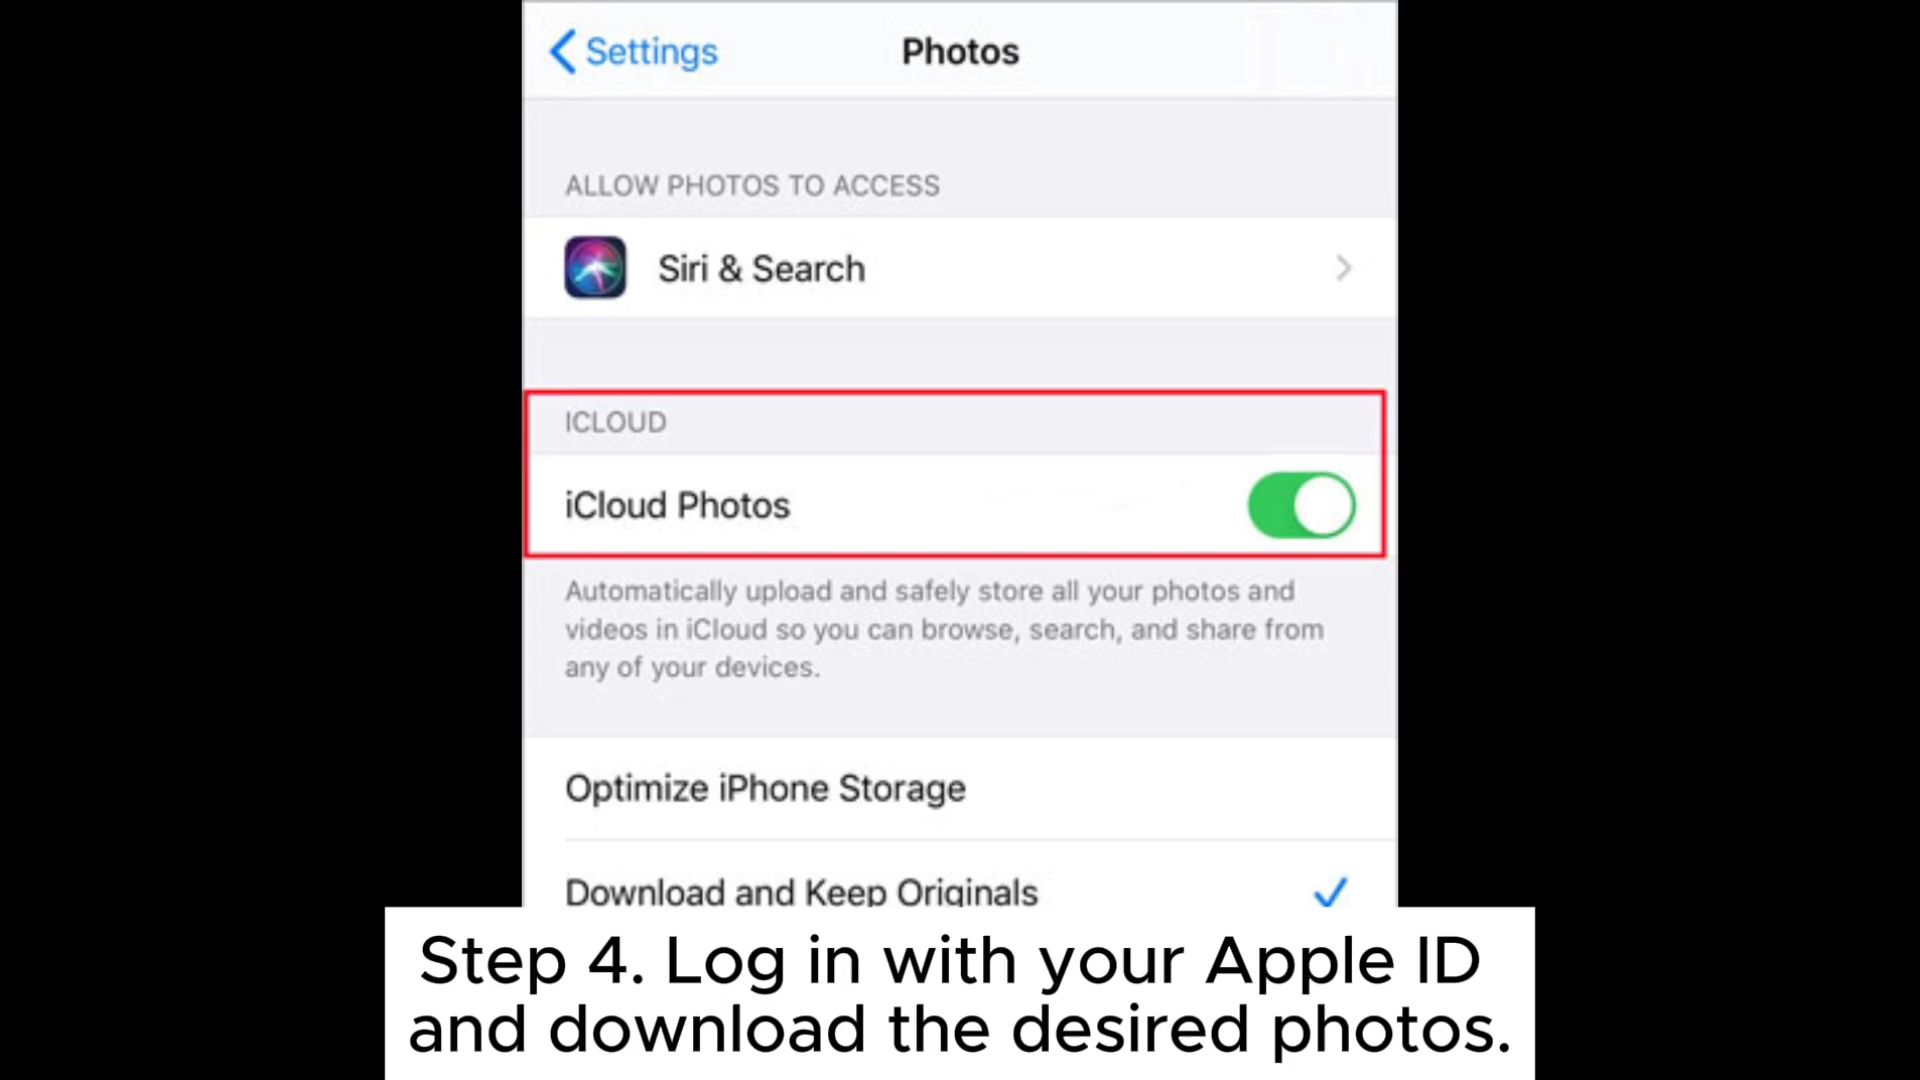 Settings
Photos
ALLOW PHOTOS TO ACCESS
Siri & Search
ICLOUD
iCloud Photos
Automatically upload and safely store all your photos and
videos in iCloud so you can browse, search, and share from
any of your devices.
Optimize iPhone Storage
Download and Keep Originals
Step 4. Log in with your Apple ID
and download the desired photos.